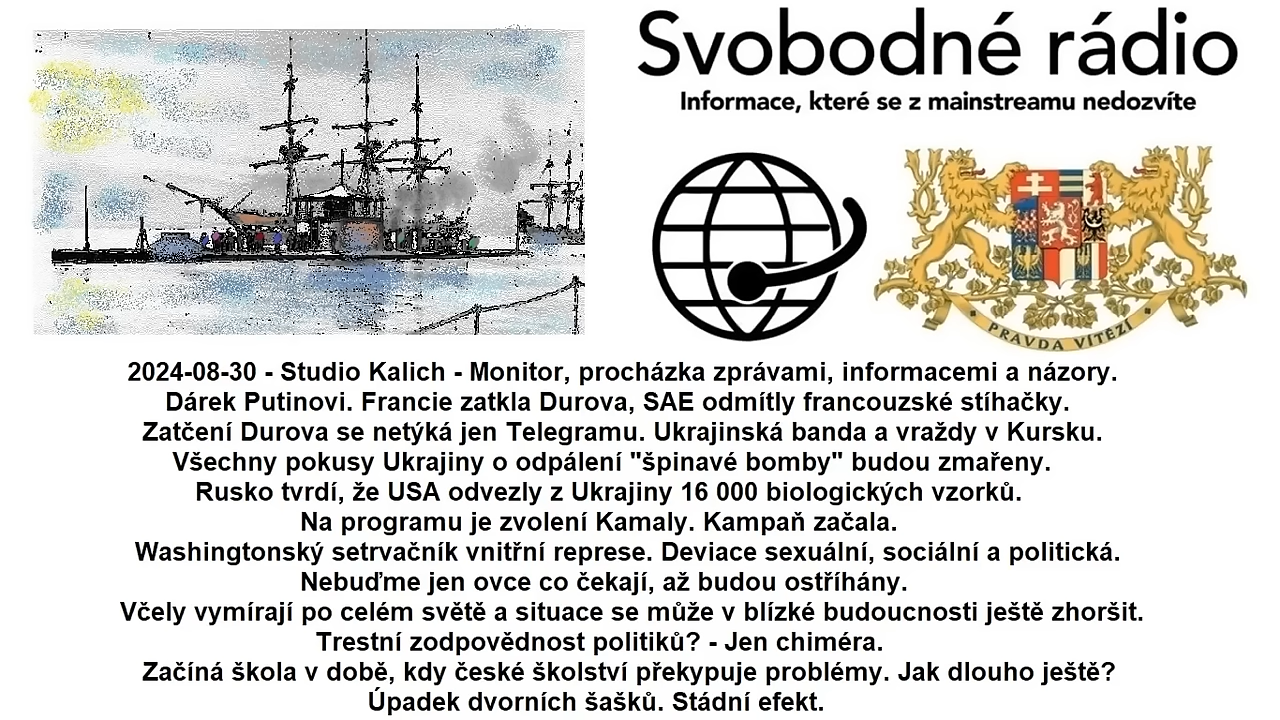 Svobodné rádio
Informace, které se z mainstreamu nedozvíte
PRAVDA VÍTĚZÍ
2024-08-30 - Studio Kalich - Monitor, procházka zprávami, informacemi a názory.
Dárek Putinovi. Francie zatkla Durova, SAE odmítly francouzské stíhačky.
Zatčení Durova se netýká jen Telegramu. Ukrajinská banda a vraždy v Kursku.
Všechny pokusy Ukrajiny o odpálení "špinavé bomby" budou zmařeny.
Rusko tvrdí, že USA odvezly z Ukrajiny 16 000 biologických vzorků.
Na programu je zvolení Kamaly. Kampaň začala.
Washingtonský setrvačník vnitřní represe. Deviace sexuální, sociální a politická.
Nebuďme jen ovce co čekají, až budou ostříhány.
Včely vymírají po celém světě a situace se může v blízké budoucnosti ještě zhoršit.
Trestní zodpovědnost politiků? - Jen chiméra.
Začíná škola v době, kdy české školství překypuje problémy. Jak dlouho ještě?
Úpadek dvorních šašků. Stádní efekt.